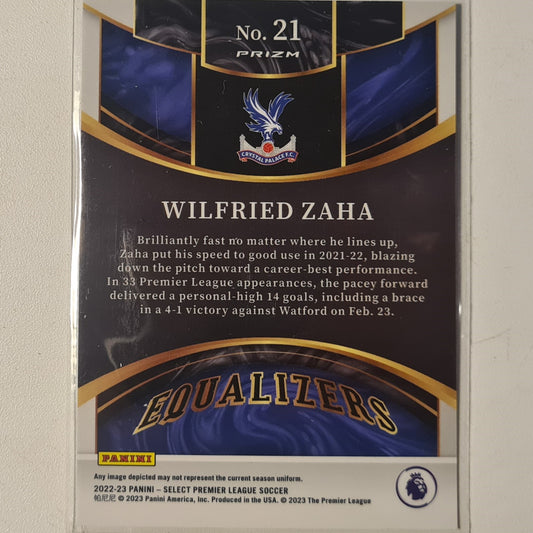 No. 21
PRIZM
CRYSTAL PALACE F.C.
WILFRIED ZAHA
Brilliantly fast no matter where he lines up,
Zaha put his speed to good use in 2021-22, blazing
down the pitch toward a career-best performance.
In 33 Premier League appearances, the pacey forward
delivered a personal-high 14 goals, including a brace
in a 4-1 victory against Watford on Feb. 23.
EQUALIZERS
PANINI
Any image depicted may not represent the current season uniform.
2022-23 PANINI – SELECT PREMIER LEAGUE SOCCER
帕尼尼 © 2023 Panini America, Inc. Produced in the USA. © 2023 The Premier League